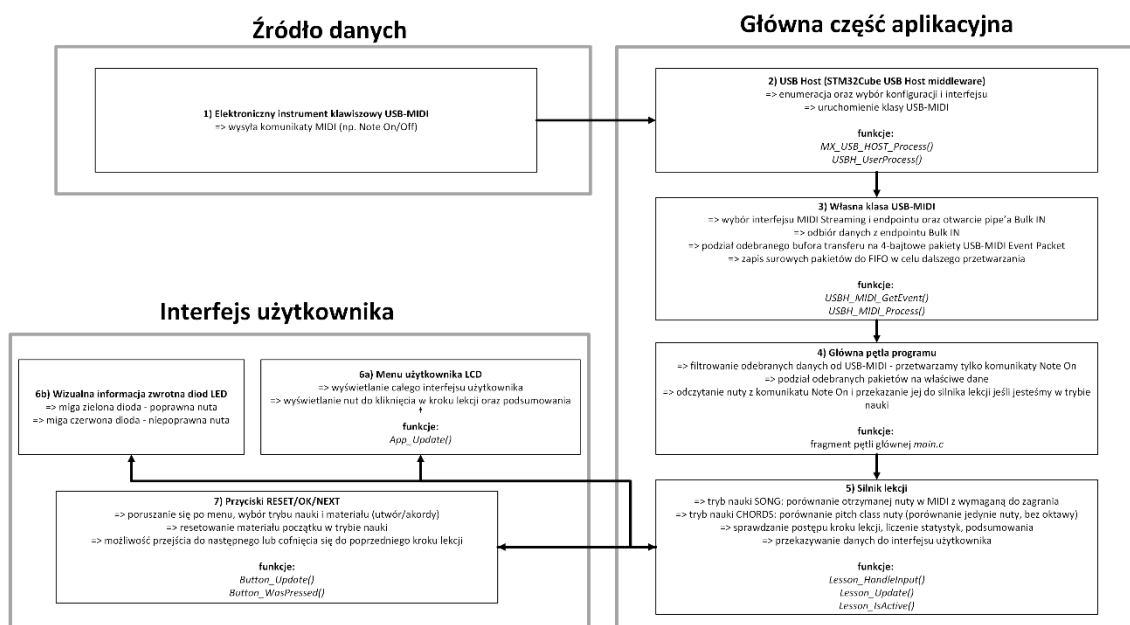 Źródło danych
1) Elektroniczny instrument klawiszowy USB-MIDI
=> wysyła komunikaty MIDI (np. Note On/Off)
Główna część aplikacyjna
2) USB Host (STM32Cube USB Host middleware)
=> enumeracja oraz wybór konfiguracji i interfejsu
=> uruchomienie klasy USB-MIDI
funkcje:
MX_USB_HOST_Process()
USBH_UserProcess()
3) Własna klasa USB-MIDI
=> wybór interfejsu MIDI Streaming i endpointu oraz otwarcie pipe'a Bulk IN
=> odbiór danych z endpointu Bulk IN
=> podział odebranego bufora transferu na 4-bajtowe pakiety USB-MIDI Event Packet
=> zapis surowych pakietów do FIFO w celu dalszego przetwarzania
funkcje:
USBH_MIDI_GetEvent()
USBH_MIDI_Process()
4) Główna pętla programu
=> filtrowanie odebranych danych od USB-MIDI - przetwarzamy tylko komunikaty Note On
=> podział odebranych pakietów na właściwe dane
=> odczytanie nuty z komunikatu Note On i przekazanie jej do silnika lekcji jeśli jesteśmy w trybie
nauki
funkcje:
fragment pętli głównej main.c
5) Silnik lekcji
=> tryb nauki SONG: porównanie otrzymanej nuty w MIDI z wymaganą do zagrania
=> tryb nauki CHORDS: porównanie pitch class nuty (porównanie jedynie nuty, bez oktawy)
=> sprawdzanie postępu kroku lekcji, liczenie statystyk, podsumowania
=> przekazywanie danych do interfejsu użytkownika
funkcje:
Lesson_HandleInput()
Lesson_Update()
Lesson_IsActive()
Interfejs użytkownika
6b) Wizualna informacja zwrotna diod LED
=> miga zielona dioda - poprawna nuta
=> miga czerwona dioda - niepoprawna nuta
6a) Menu użytkownika LCD
=> wyświetlanie całego interfejsu użytkownika
=> wyświetlanie nut do kliknięcia w kroku lekcji oraz podsumowania
funkcje:
App_Update()
7) Przyciski RESET/OK/NEXT
=> poruszanie się po menu, wybór trybu nauki i materiału (utwór/akordy)
=> resetowanie materiału początku w trybie nauki
=> możliwość przejścia do następnego lub cofnięcia się do poprzedniego kroku lekcji
funkcje:
Button_Update()
Button_WasPressed()